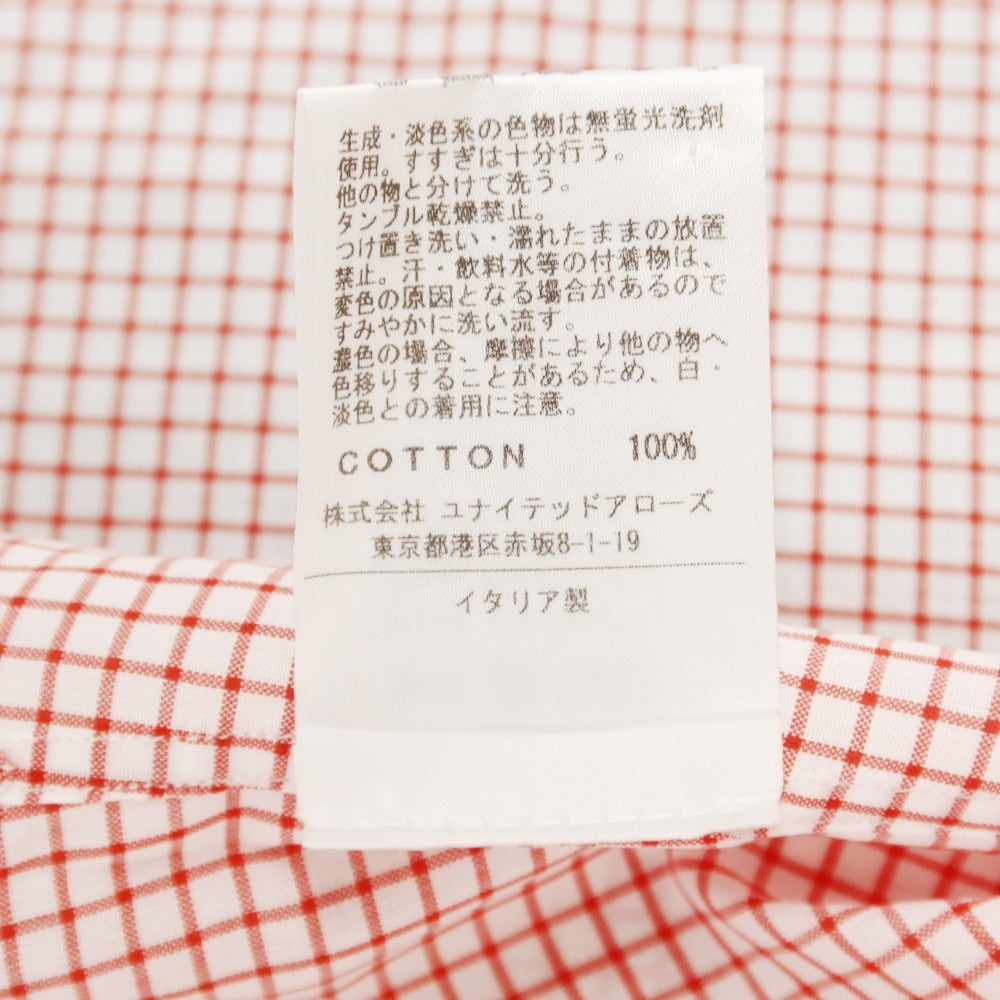 生成・淡色系の色物は無蛍光洗剤
使用。すすぎは十分行う。
他の物と分けて洗う。
タンブル乾燥禁止。
つけ置き洗い・濡れたままの放置
禁止。汗・飲料水等の付着物は、
変色の原因となる場合があるので
すみやかに洗い流す。
濃色の場合、摩擦により他の物へ
色移りすることがあるため、白・
淡色との着用に注意。
COTTON 100%
株式会社 ユナイテッドアローズ
東京都港区赤坂8-1-19
イタリア製